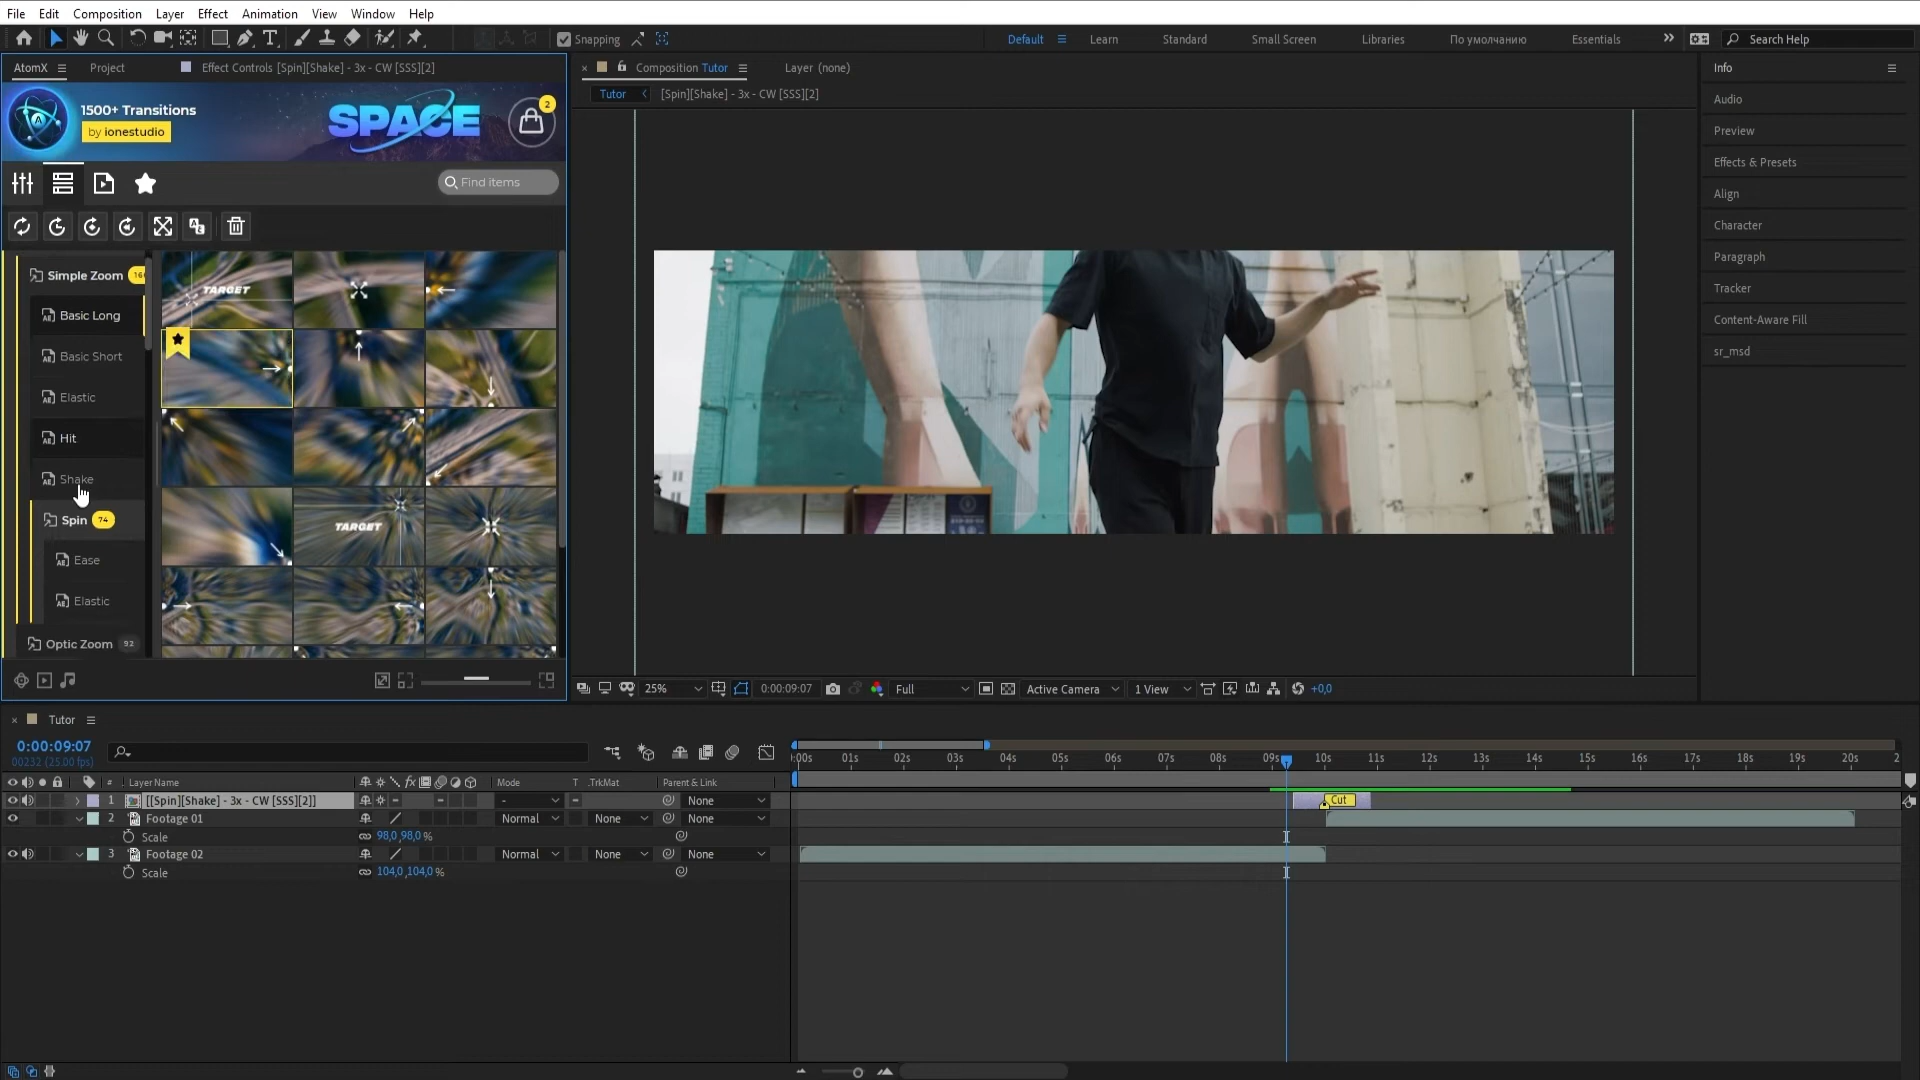 File Edit Composition Layer Effect Animation View Window Help
Snapping
Default Learn Standard Small Screen Libraries По умолчанию Essentials Search Help
AtomX Project Effect Controls [Spin][Shake] - 3x - CW [SSS][2]
Composition Tutor Layer (none)
Tutor [Spin][Shake] - 3x - CW [SSS][2]
1500+ Transitions
by ionestudio
SPACE
2
Find items
Simple Zoom
Basic Long
Basic Short
Elastic
Hit
Shake
Spin 74
Ease
Elastic
Optic Zoom 92
TARGET
TARGET
25% 0:00:09:07 Full Active Camera 1 View +0,0
Info
Audio
Preview
Effects & Presets
Align
Character
Paragraph
Tracker
Content-Aware Fill
sr_msd
Tutor
0:00:09:07
00232 (25.00 fps)
:00s 01s 02s 03s 04s 05s 06s 07s 08s 09s 10s 11s 12s 13s 14s 15s 16s 17s 18s 19s 20s 2
# Layer Name Mode T .TrkMat Parent & Link
1 [[Spin][Shake] - 3x - CW [SSS][2]] - None Cut
2 Footage 01 Normal None None
Scale 98,0,98,0 %
3 Footage 02 Normal None None
Scale 104,0,104,0 %